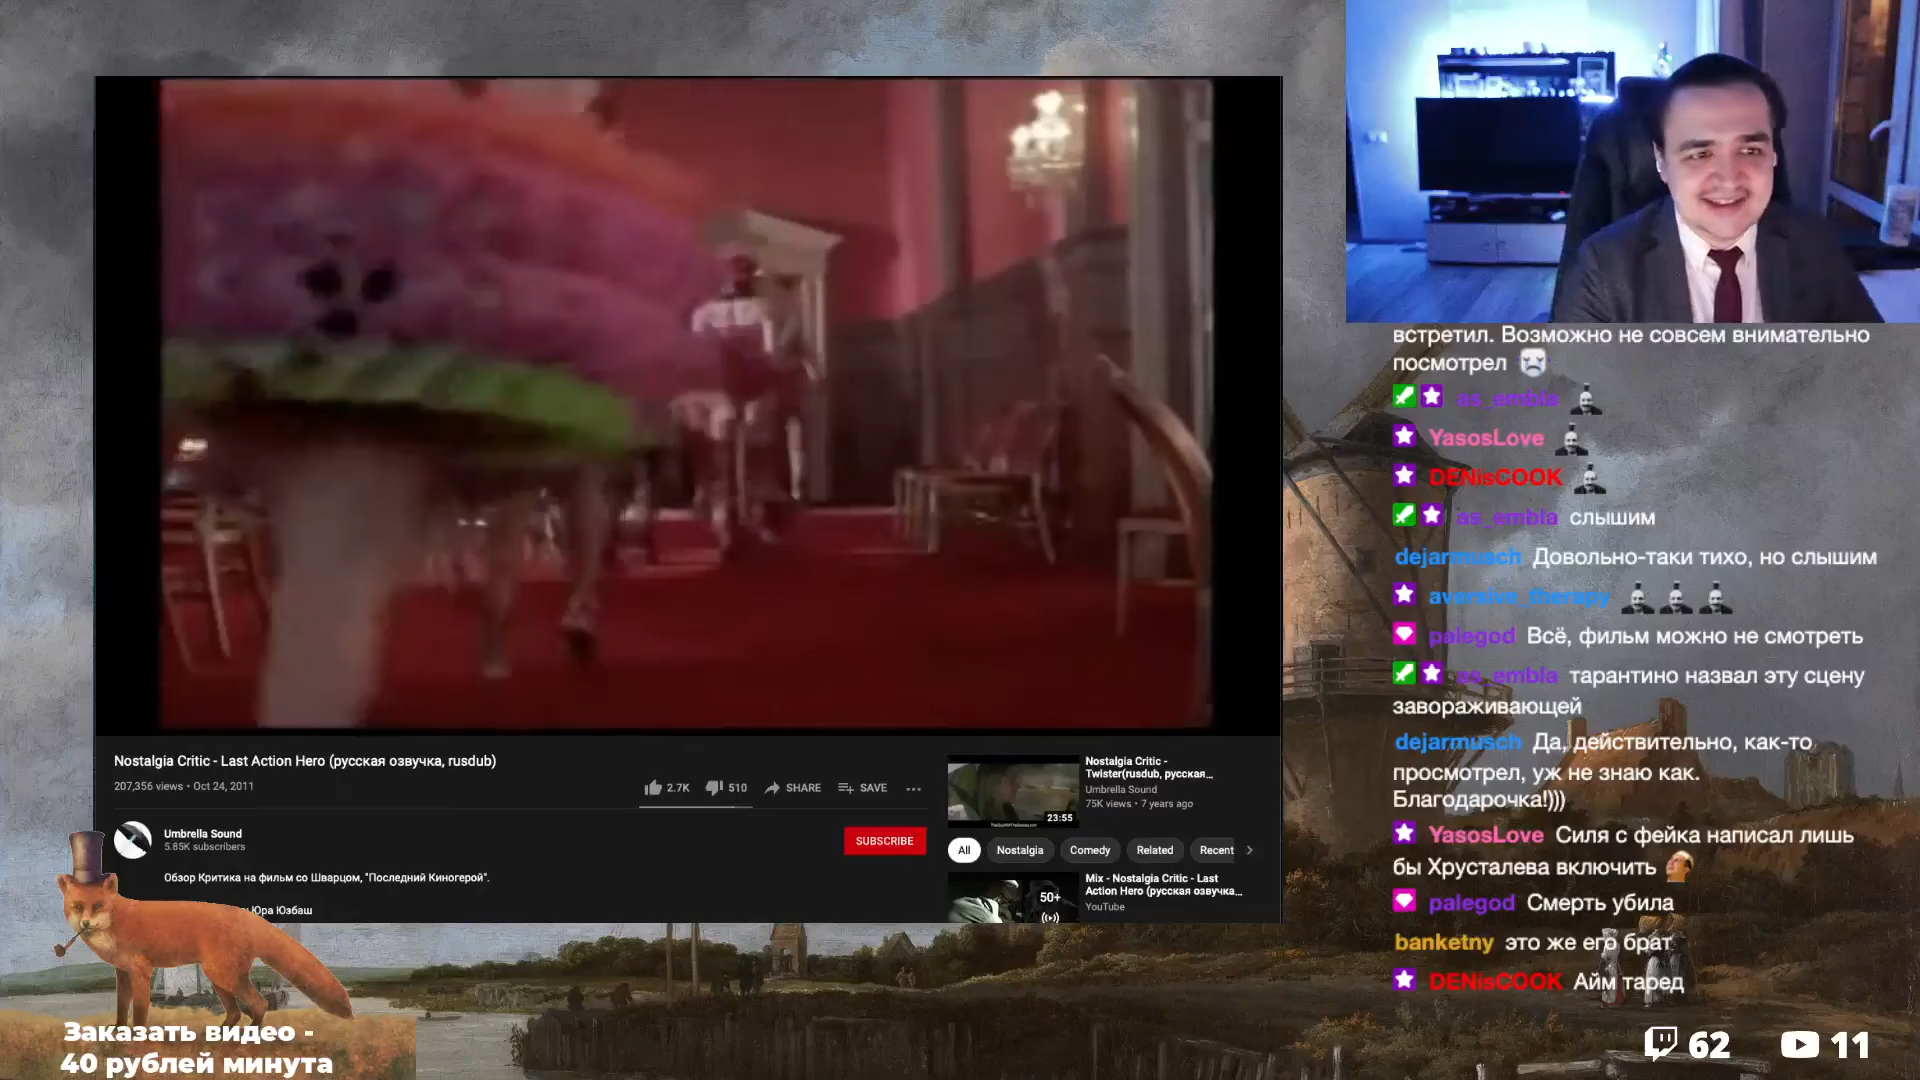 Nostalgia Critic - Last Action Hero (русская озвучка, rusdub)
207,356 views • Oct 24, 2011
2.7K
510
SHARE
SAVE
Umbrella Sound
5.85K subscribers
SUBSCRIBE
Обзор Критика на фильм со Шварцом, "Последний Киногерой".
Юра Юзбаш
Nostalgia Critic -
Twister(rusdub, русская...
Umbrella Sound
75K views • 7 years ago
23:55
All
Nostalgia
Comedy
Related
Recent
Mix - Nostalgia Critic - Last
Action Hero (русская озвучка...
YouTube
50+
Заказать видео -
40 рублей минута
встретил. Возможно не совсем внимательно
посмотрел
as_embla
YasosLove
DENisCOOK
as_embla слышим
dejarmusch Довольно-таки тихо, но слышим
aversive_therapy
palegod Всё, фильм можно не смотреть
as_embla тарантино назвал эту сцену
завораживающей
dejarmusch Да, действительно, как-то
просмотрел, уж не знаю как.
Благодарочка!)))
YasosLove Силя с фейка написал лишь
бы Хрусталева включить
palegod Смерть убила
banketny это же его брат
DENisCOOK Айм таред
62
11